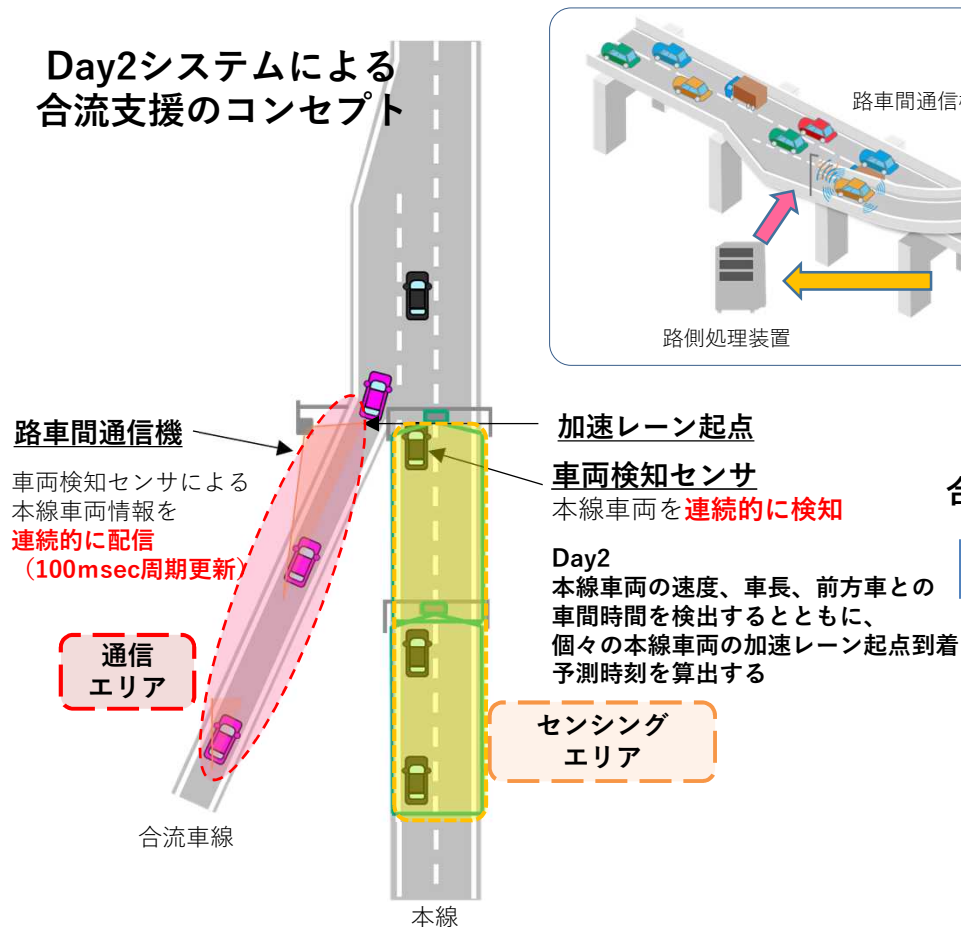 Day2システムによる
合流支援のコンセプト
路車間通信
路側処理装置
路車間通信機
車両検知センサによる
本線車両情報を
連続的に配信
（100msec周期更新）
加速レーン起点
車両検知センサ
本線車両を連続的に検知
Day2
本線車両の速度、車長、前方車との
車間時間を検出するとともに、
個々の本線車両の加速レーン起点到着
予測時刻を算出する
通信
エリア
センシング
エリア
合流車線
本線